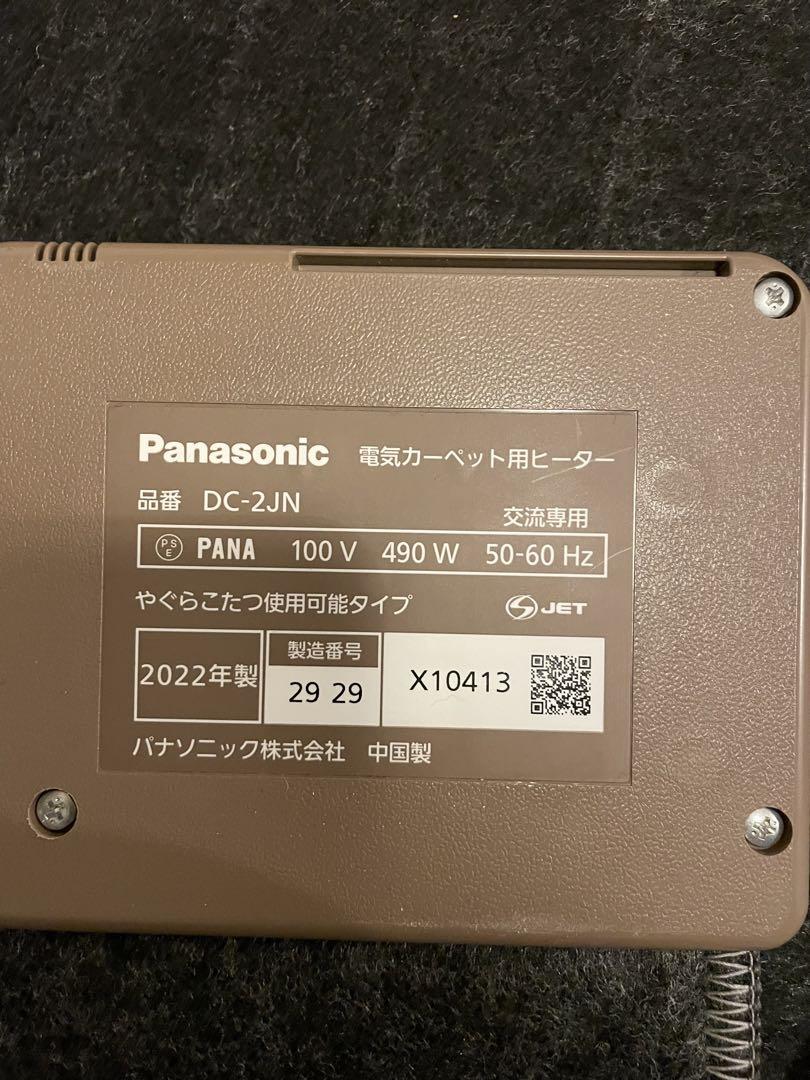 Panasonic 電気カーペット用ヒーター
品番 DC-2JN 交流専用
PSE PANA 100 V 490 W 50-60 Hz
やぐらこたつ使用可能タイプ JET
2022年製 製造番号 29 29 X10413
パナソニック株式会社 中国製